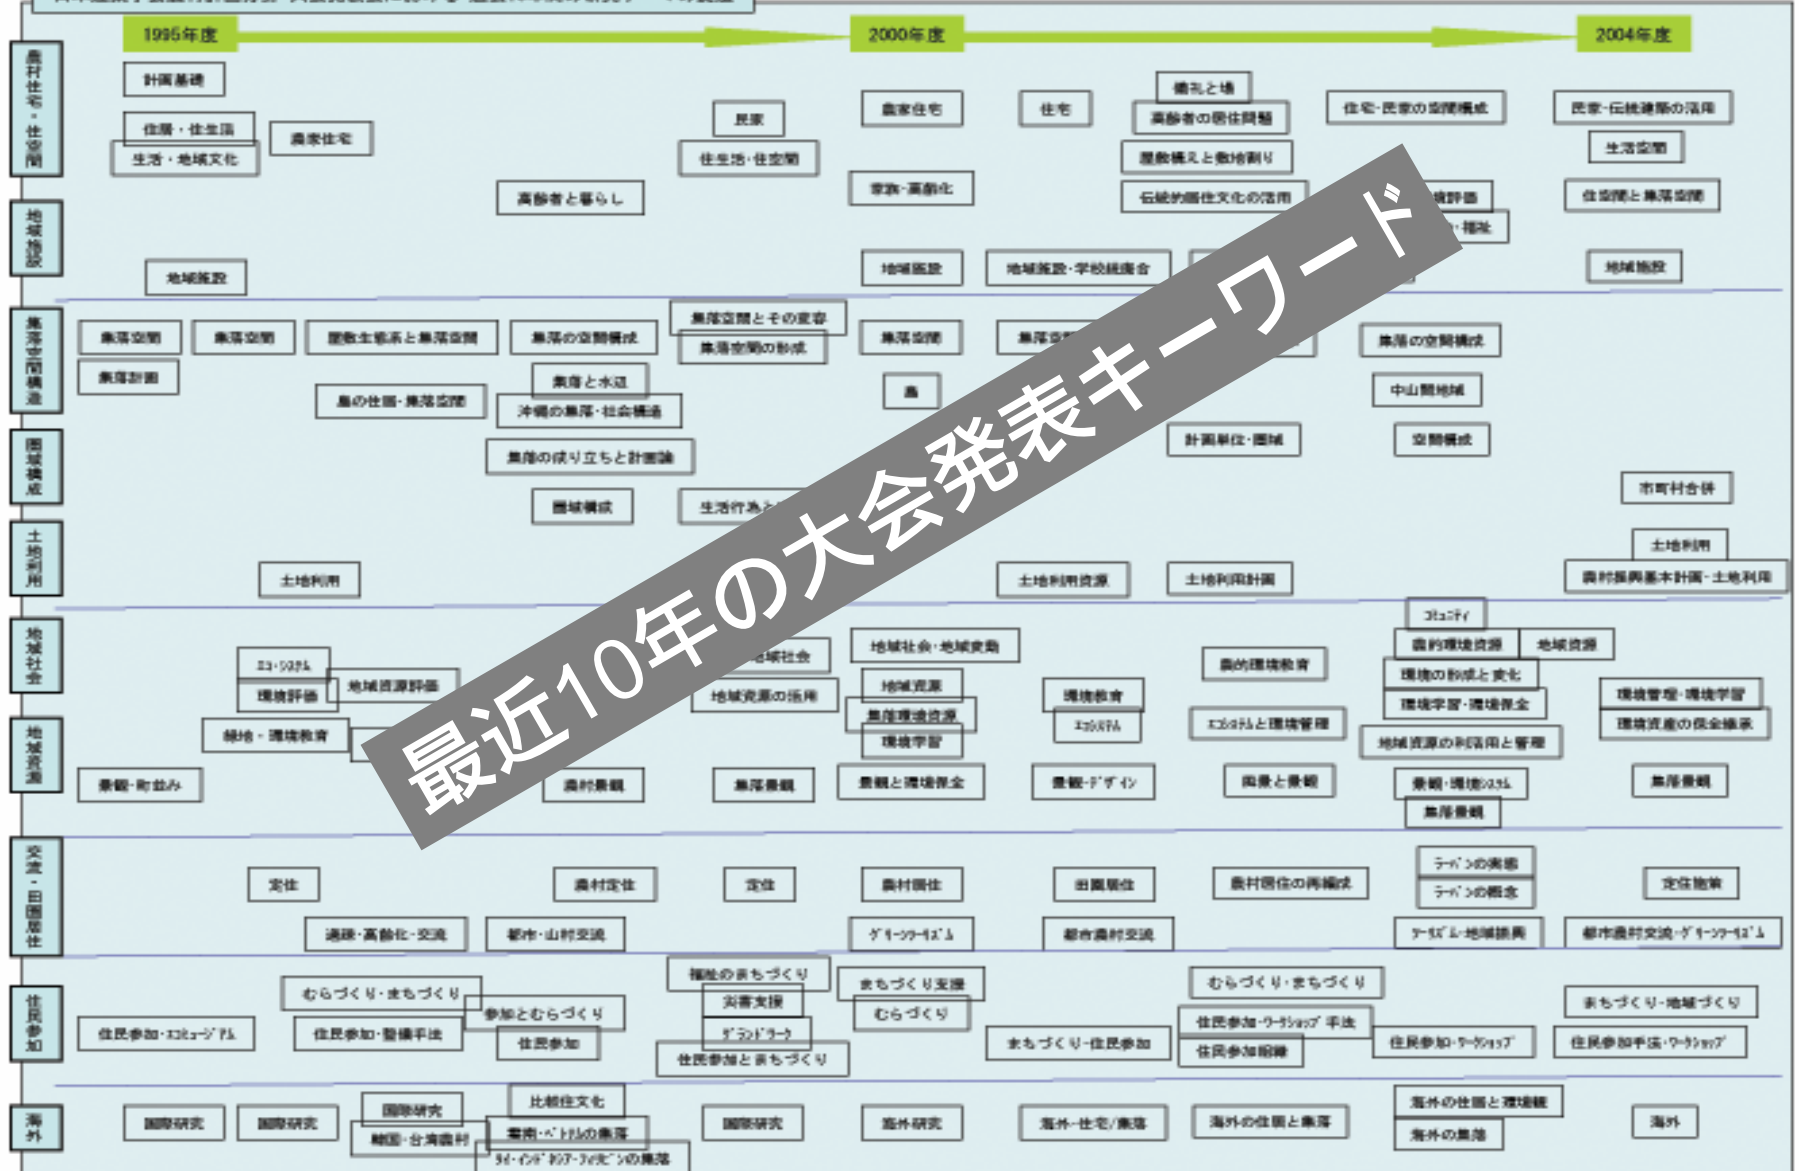 1995年度
2000年度
2004年度
農村住宅・住空間
計画基礎
住居・住生活
農家住宅
生活・地域文化
高齢者と暮らし
民家
住生活・住空間
農家住宅
家族・高齢化
住宅
儀礼と場
高齢者の居住問題
屋敷構えと敷地割り
伝統的居住文化の活用
住宅・民家の空間構成
境評価
・福祉
民家・伝統建築の活用
生活空間
住空間と集落空間
地域施設
地域施設
地域施設
地域施設・学校統廃合
地域施設
集落空間構造
集落空間
集落空間
屋敷生態系と集落空間
集落の空間構成
集落空間とその変容
集落空間の形成
集落空間
集落の空間構成
集落計画
島の住居・集落空間
集落と水辺
沖縄の集落・社会構造
島
中山間地域
圏域構成
集落の成り立ちと計画論
計画単位・圏域
空間構成
圏域構成
生活行為と
市町村合併
土地利用
土地利用
土地利用資源
土地利用計画
土地利用
農村振興基本計画・土地利用
地域社会
エコ・システム
環境評価
地域資源評価
地域社会
地域資源の活用
地域社会・地域変動
地域資源
集落環境資源
環境学習
環境教育
エコシステム
農的環境教育
エコシステムと環境管理
コミュニティ
農的環境資源
地域資源
環境の形成と変化
環境学習・環境保全
地域資源の利活用と管理
環境管理・環境学習
環境資産の保全継承
地域資源
緑地・環境教育
景観・町並み
農村景観
集落景観
景観と環境保全
景観・デザイン
風景と景観
景観・環境システム
集落景観
集落景観
交流・田園居住
定住
農村定住
定住
農村居住
田園居住
農村居住の再編成
ラーバンの実態
ラーバンの概念
定住施策
過疎・高齢化・交流
都市・山村交流
グリーンツーリズム
都市農村交流
ツーリズム・地域振興
都市農村交流・グリーンツーリズム
住民参加
むらづくり・まちづくり
参加とむらづくり
福祉のまちづくり
災害支援
グランドワーク
住民参加とまちづくり
まちづくり支援
むらづくり
むらづくり・まちづくり
まちづくり・地域づくり
住民参加・エコミュージアム
住民参加・整備手法
住民参加
まちづくり・住民参加
住民参加・ワークショップ手法
住民参加組織
住民参加・ワークショップ
住民参加手法・ワークショップ
海外
国際研究
国際研究
国際研究
韓国・台湾農村
比較住文化
雲南・ベトナムの集落
タイ・インドネシア・フィリピンの集落
国際研究
海外研究
海外・住宅/集落
海外の住居と集落
海外の住居と環境観
海外の集落
海外
最近10年の大会発表キーワード